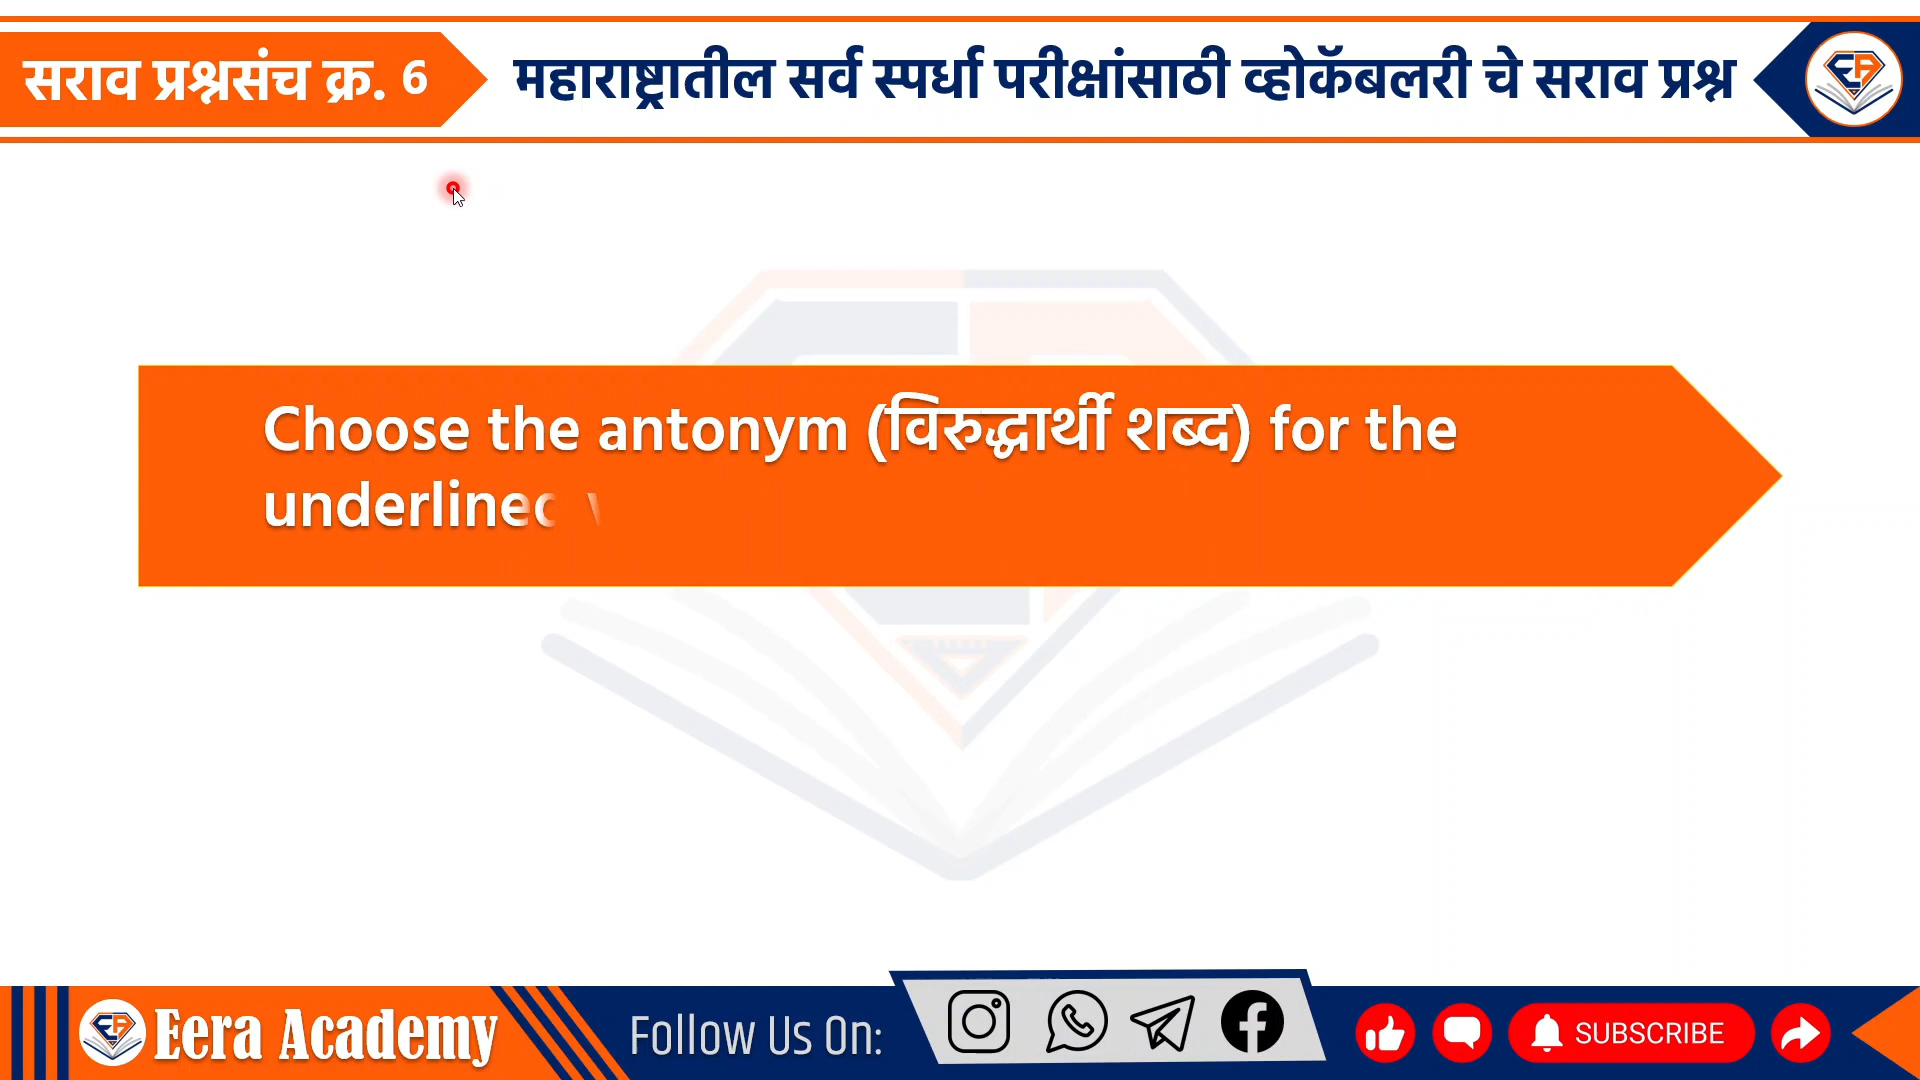 सराव प्रश्नसंच क्र. 6
महाराष्ट्रातील सर्व स्पर्धा परीक्षांसाठी व्होकॅबलरी चे सराव प्रश्न
Choose the antonym (विरुद्धार्थी शब्द) for the
underlined
Eera Academy
Follow Us On:
SUBSCRIBE